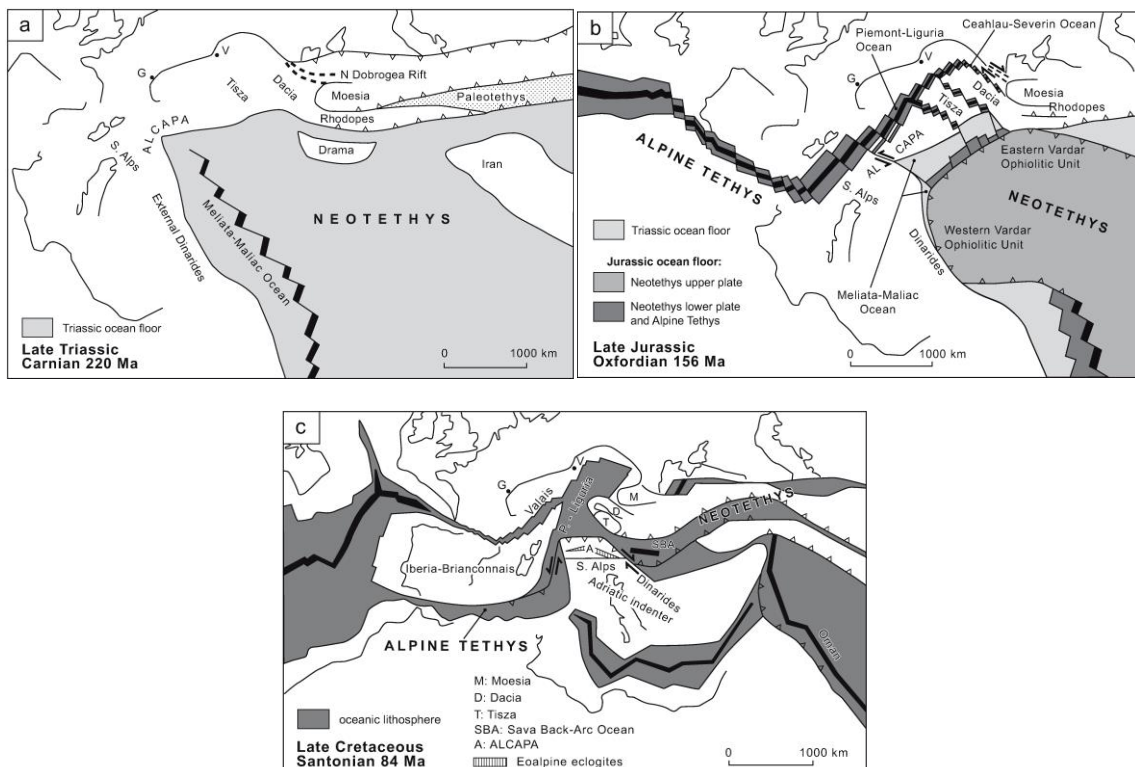 a
V
G
Tisza
Dacia
N Dobrogea Rift
Moesia
Paleotethys
Rhodopes
ALCAPA
S. Alps
Drama
Iran
External Dinarides
Meliata-Maliac Ocean
NEOTETHYS
Triassic ocean floor
Late Triassic
Carnian 220 Ma
0 1000 km
b
Ceahlau-Severin Ocean
Piemont-Liguria
Ocean
V
G
Moesia
Dacia
Tisza
Rhodopes
ALPINE TETHYS
AL CAPA
S. Alps
Eastern Vardar
Ophiolitic Unit
NEOTETHYS
Western Vardar
Ophiolitic Unit
Dinarides
Meliata-Maliac
Ocean
Triassic ocean floor
Jurassic ocean floor:
Neotethys upper plate
Neotethys lower plate
and Alpine Tethys
Late Jurassic
Oxfordian 156 Ma
0 1000 km
c
V
G
Valais
P. - Liguria
M
D
T
NEOTETHYS
SBA
A
Iberia-Brianconnais
S. Alps
Dinarides
Adriatic indenter
Oman
ALPINE TETHYS
M: Moesia
D: Dacia
T: Tisza
SBA: Sava Back-Arc Ocean
A: ALCAPA
Eoalpine eclogites
oceanic lithosphere
Late Cretaceous
Santonian 84 Ma
0 1000 km